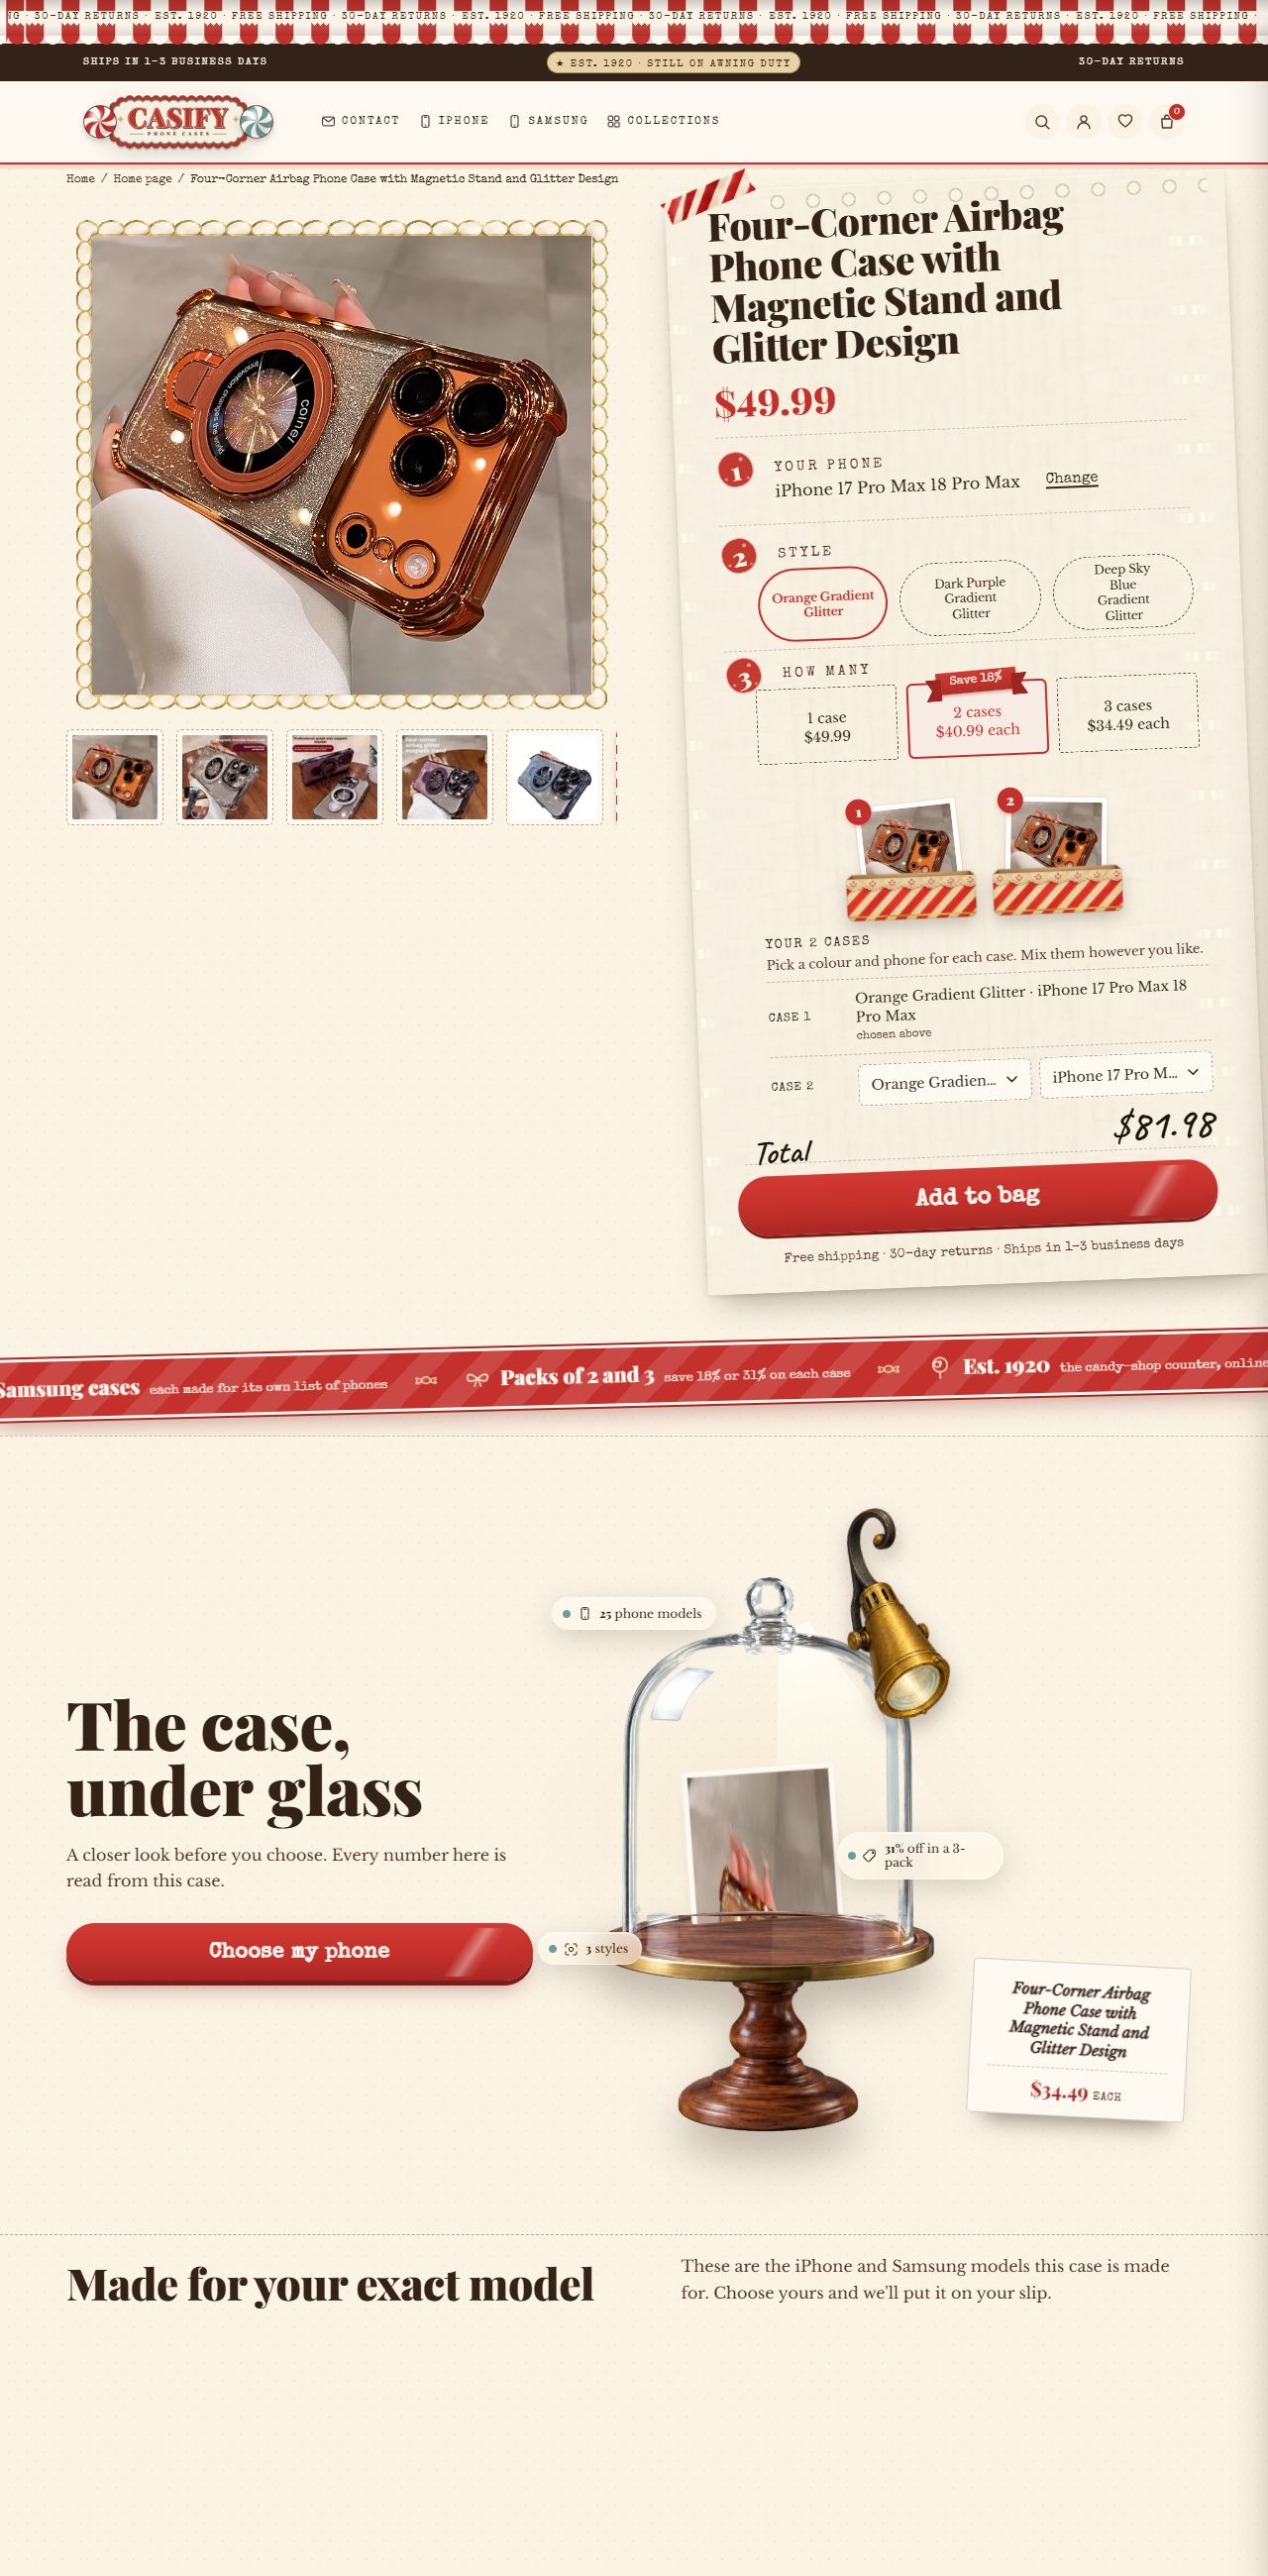 NG · 30-DAY RETURNS · EST. 1920 · FREE SHIPPING · 30-DAY RETURNS · EST. 1920 · FREE SHIPPING · 30-DAY RETURNS · EST. 1920 · FREE SHIPPING · 30-DAY RETURNS · EST. 1920 · FREE SHIPPING ·
SHIPS IN 1-3 BUSINESS DAYS
★ EST. 1920 · STILL ON AWNING DUTY
30-DAY RETURNS
CASIFY
PHONE CASES
CONTACT
IPHONE
SAMSUNG
COLLECTIONS
0
Home / Home page / Four-Corner Airbag Phone Case with Magnetic Stand and Glitter Design
Four-Corner Airbag
Phone Case with
Magnetic Stand and
Glitter Design
$49.99
1
YOUR PHONE
iPhone 17 Pro Max 18 Pro Max
Change
2
STYLE
Orange Gradient
Glitter
Dark Purple
Gradient
Glitter
Deep Sky
Blue
Gradient
Glitter
3
HOW MANY
1 case
$49.99
Save 18%
2 cases
$40.99 each
3 cases
$34.49 each
1
2
YOUR 2 CASES
Pick a colour and phone for each case. Mix them however you like.
CASE 1
Orange Gradient Glitter · iPhone 17 Pro Max 18
Pro Max
chosen above
CASE 2
Orange Gradien...
iPhone 17 Pro M...
Total
$81.98
Add to bag
Free shipping · 30-day returns · Ships in 1-3 business days
Samsung cases each made for its own list of phones
Packs of 2 and 3 save 18% or 31% on each case
Est. 1920 the candy-shop counter, online
25 phone models
The case,
under glass
A closer look before you choose. Every number here is
read from this case.
31% off in a 3-
pack
Choose my phone
3 styles
Four-Corner Airbag
Phone Case with
Magnetic Stand and
Glitter Design
$34.49 EACH
Made for your exact model
These are the iPhone and Samsung models this case is made
for. Choose yours and we'll put it on your slip.